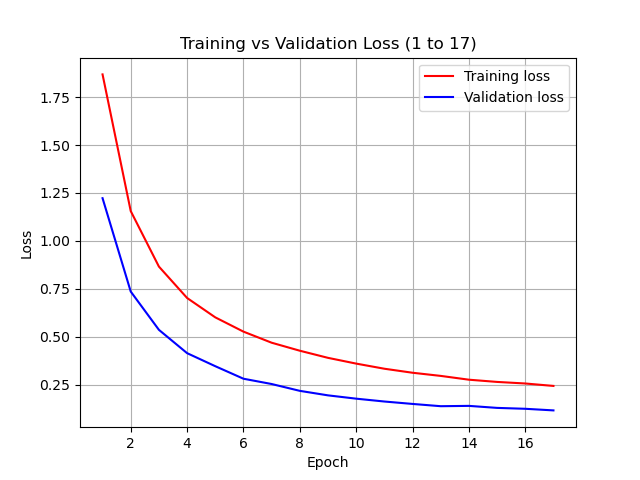 Training vs Validation Loss (1 to 17)
Training loss
Validation loss
1.75
1.50
1.25
1.00
0.75
0.50
0.25
Loss
2 4 6 8 10 12 14 16
Epoch